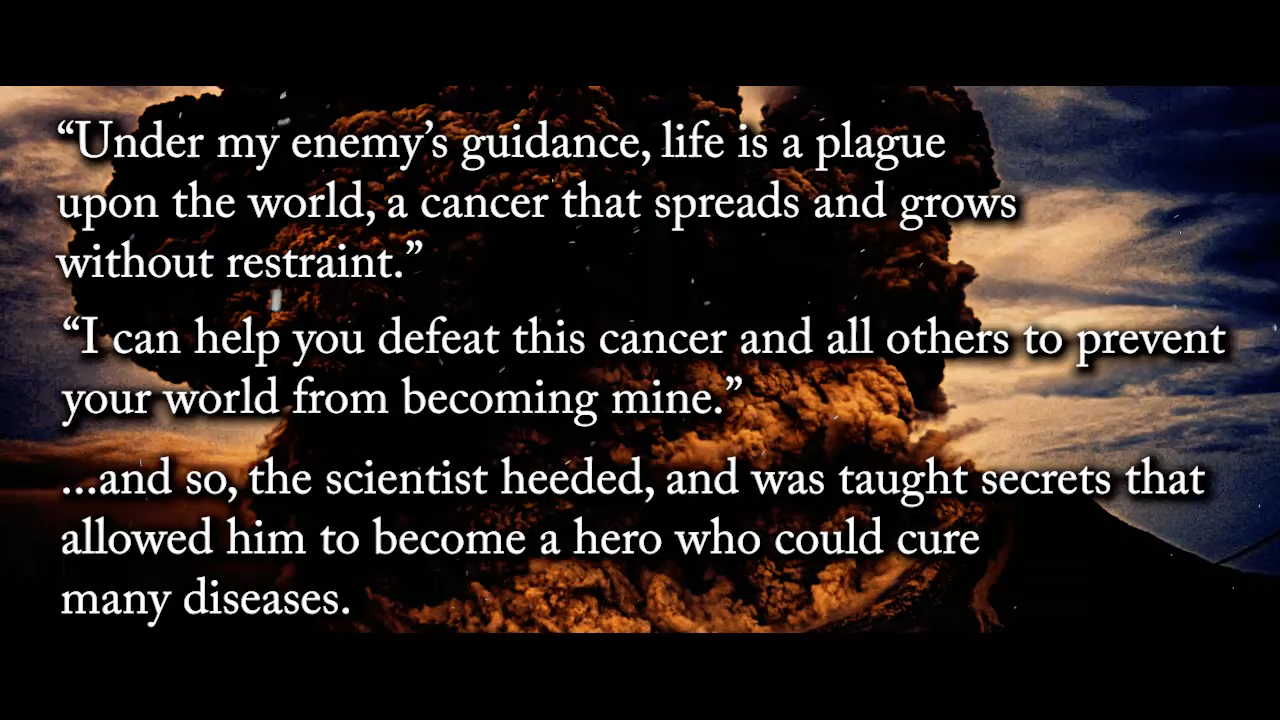 “Under my enemy’s guidance, life is a plague
upon the world, a cancer that spreads and grows
without restraint.”
“I can help you defeat this cancer and all others to prevent
your world from becoming mine.”
...and so, the scientist heeded, and was taught secrets that
allowed him to become a hero who could cure
many diseases.